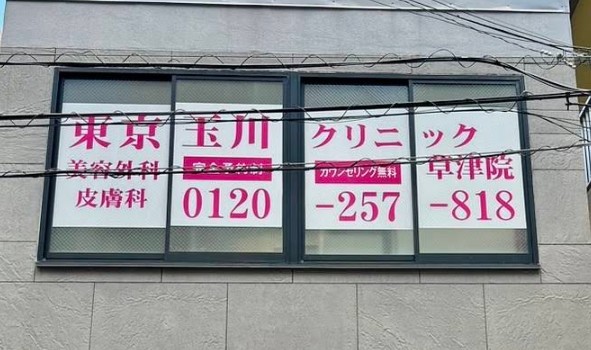 東京玉川クリニック
美容外科 完全予約制 カウンセリング無料 草津院
皮膚科 0120-257-818